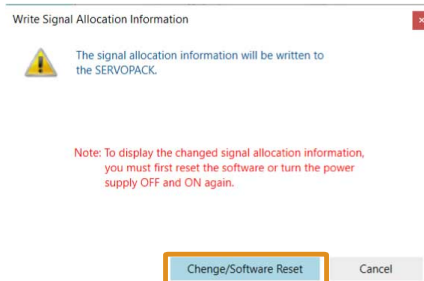 Write Signal Allocation Information
The signal allocation information will be written to
the SERVOPACK.
Note: To display the changed signal allocation information,
you must first reset the software or turn the power
supply OFF and ON again.
Chenge/Software Reset
Cancel